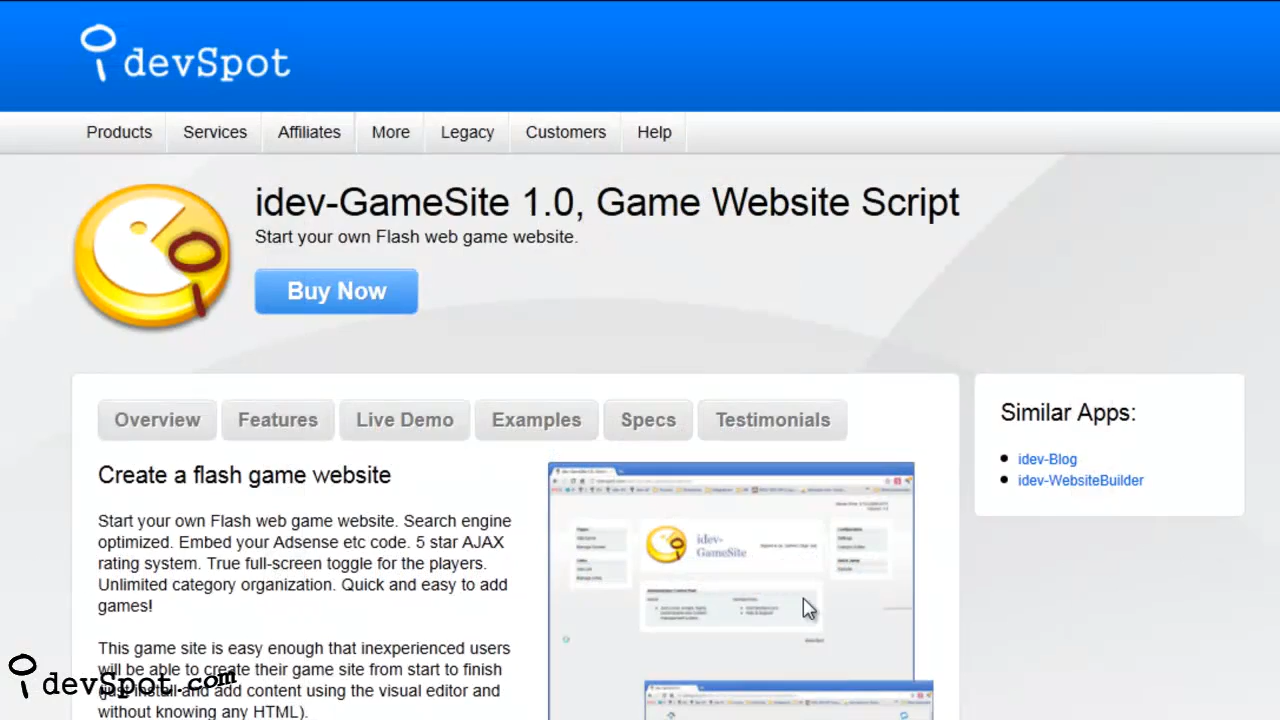 devSpot
Products Services Affiliates More Legacy Customers Help
idev-GameSite 1.0, Game Website Script
Start your own Flash web game website.
Buy Now
Overview Features Live Demo Examples Specs Testimonials
Create a flash game website
Start your own Flash web game website. Search engine
optimized. Embed your Adsense etc code. 5 star AJAX
rating system. True full-screen toggle for the players.
Unlimited category organization. Quick and easy to add
games!
This game site is easy enough that inexperienced users
will be able to create their game site from start to finish
(just install and add content using the visual editor and
without knowing any HTML).
idev-
GameSite
Similar Apps:
idev-Blog
idev-WebsiteBuilder
devSpot.com